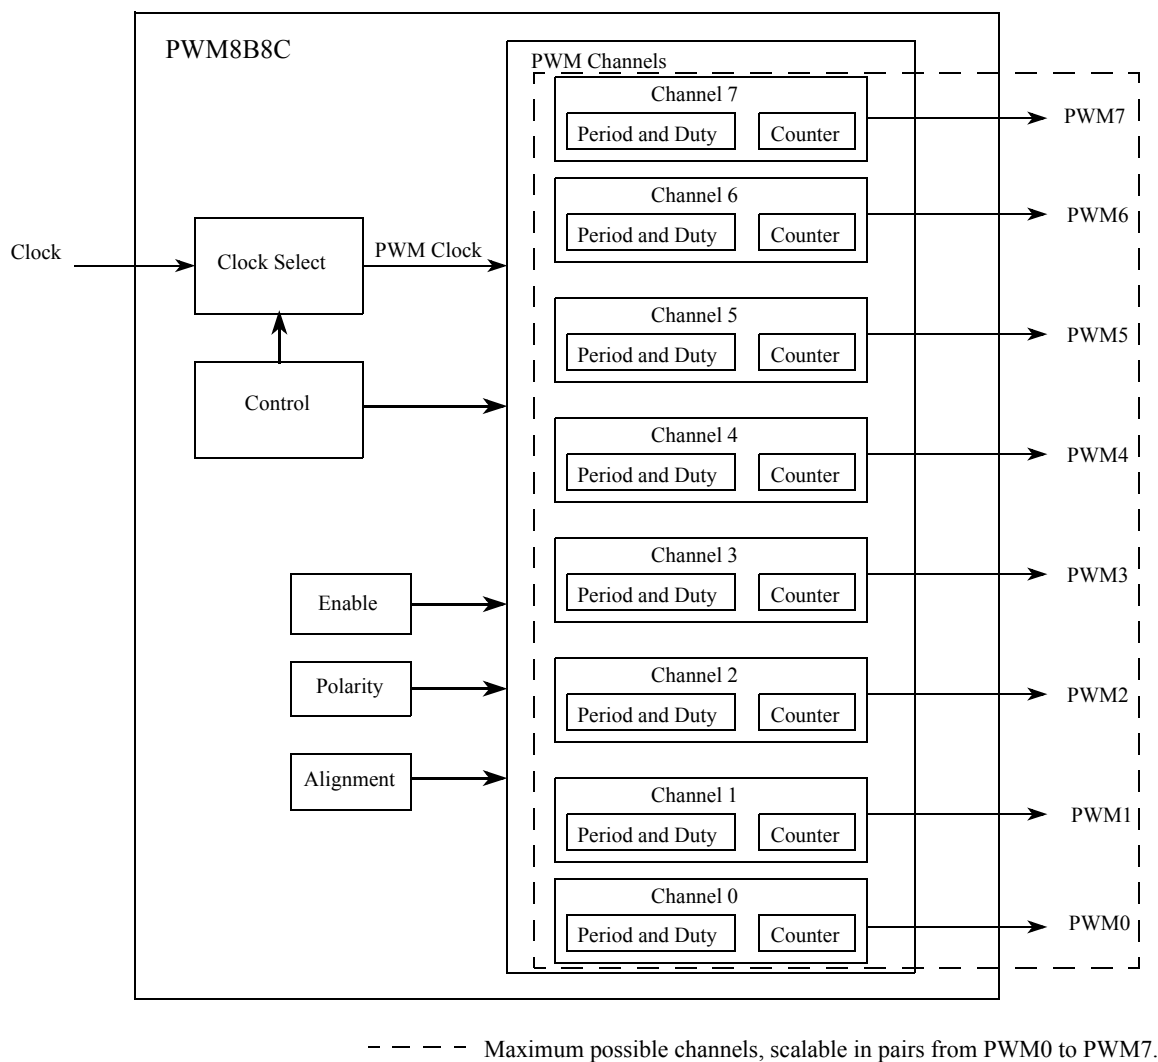 PWM8B8C
PWM Channels
Channel 7
Period and Duty
Counter
PWM7
Channel 6
Period and Duty
Counter
PWM6
Clock
Clock Select
PWM Clock
Channel 5
Period and Duty
Counter
PWM5
Control
Channel 4
Period and Duty
Counter
PWM4
Channel 3
Period and Duty
Counter
PWM3
Enable
Polarity
Channel 2
Period and Duty
Counter
PWM2
Alignment
Channel 1
Period and Duty
Counter
PWM1
Channel 0
Period and Duty
Counter
PWM0
Maximum possible channels, scalable in pairs from PWM0 to PWM7.